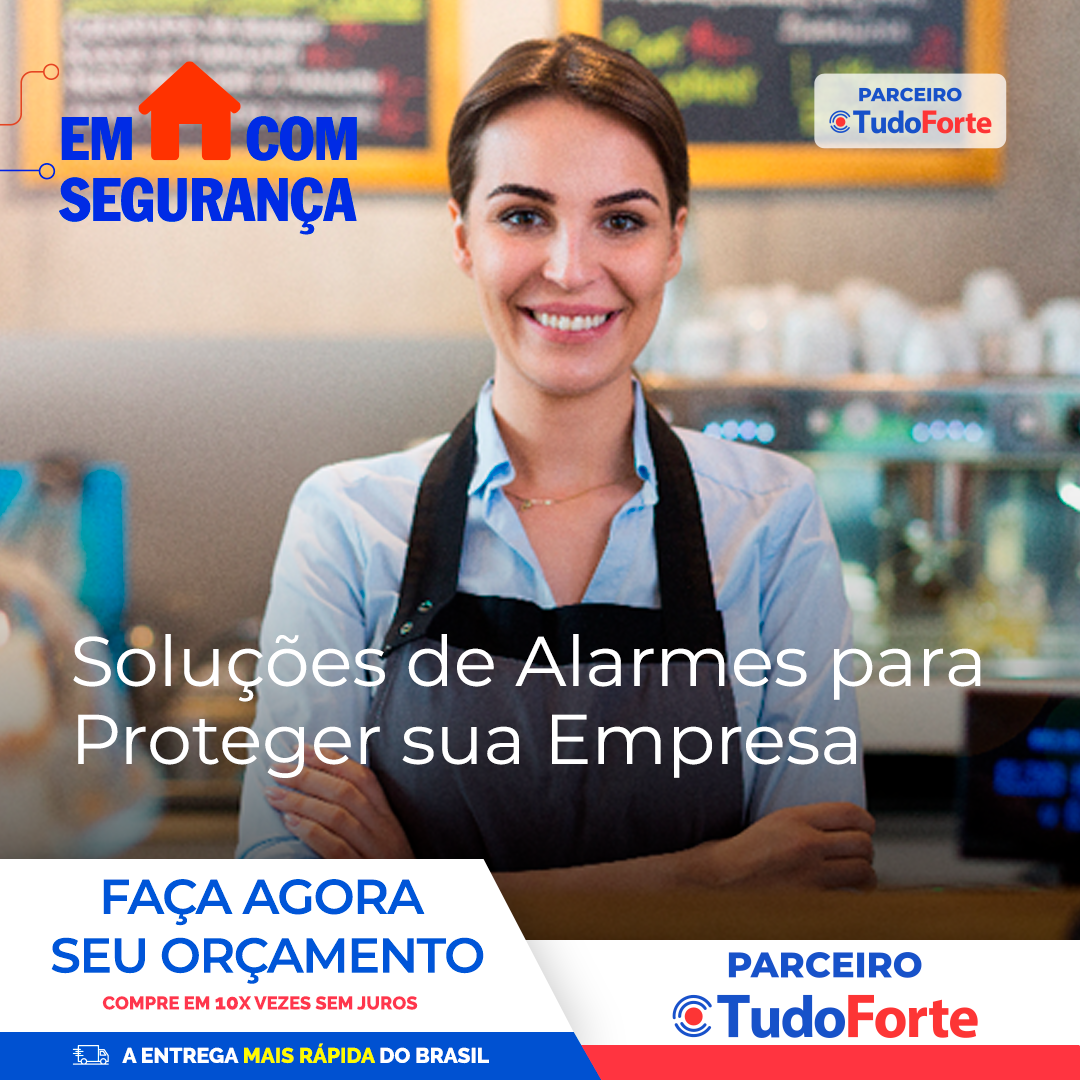 EM COM
SEGURANÇA
PARCEIRO
TudoForte
Soluções de Alarmes para
Proteger sua Empresa
FAÇA AGORA
SEU ORÇAMENTO
COMPRE EM 10X VEZES SEM JUROS
A ENTREGA MAIS RÁPIDA DO BRASIL
PARCEIRO
TudoForte